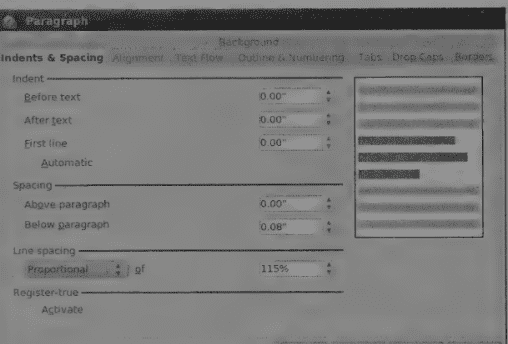 Paragraph
Background
Indents & Spacing Alignment Text Flow Outline & Numbering Tabs Drop Caps Borders
Indent
Before text 0.00"
After text 0.00"
First line 0.00"
Automatic
Spacing
Above paragraph 0.00"
Below paragraph 0.08"
Line spacing
Proportional of 115%
Register-true
Activate